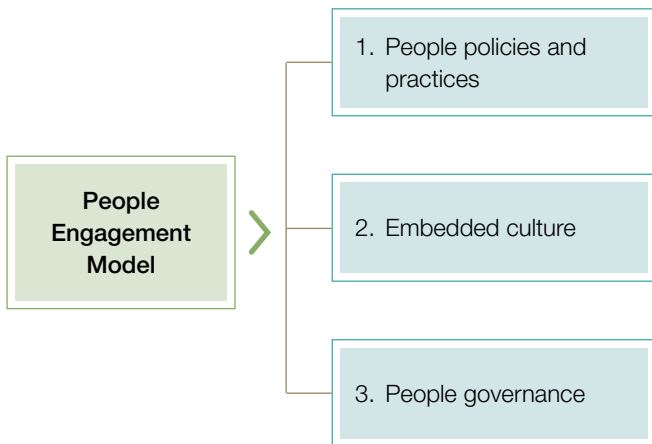 1. People policies and
practices
People
Engagement
Model
2. Embedded culture
3. People governance